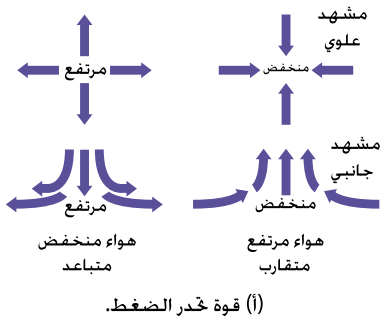 مشهد
علوي
منخفض
مرتفع
مشهد
جانبي
منخفض
مرتفع
هواء مرتفع
متقارب
هواء منخفض
متباعد
(أ) قوة تحدر الضغط.